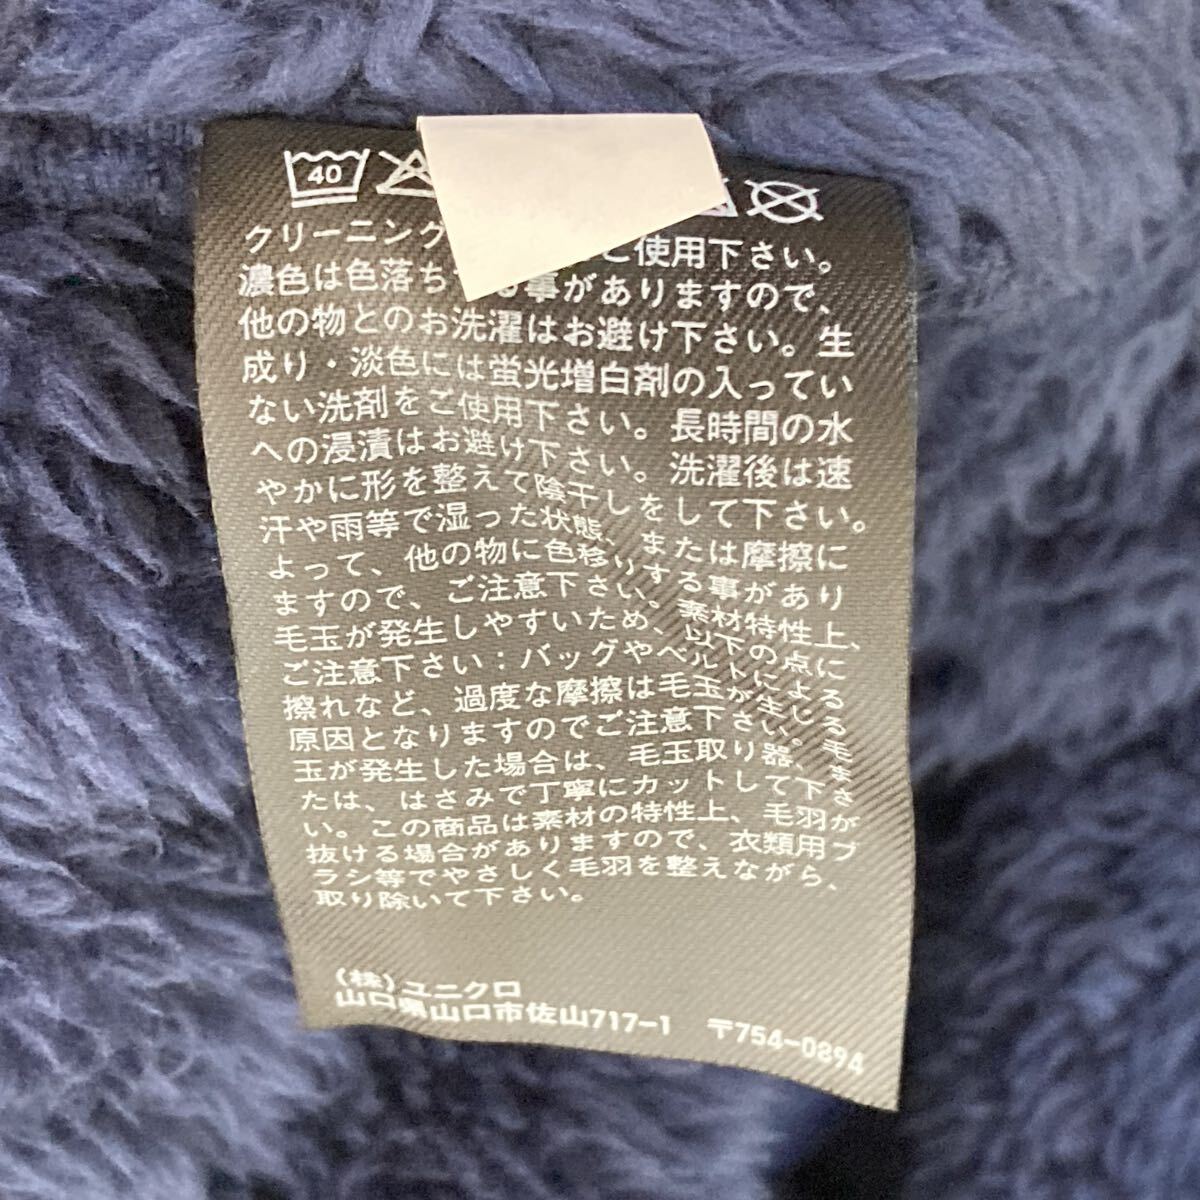 40
クリーニング ご使用下さい。
濃色は色落ち る事がありますので、
他の物とのお洗濯はお避け下さい。生
成り・淡色には蛍光増白剤の入ってい
ない洗剤をご使用下さい。長時間の水
への浸漬はお避け下さい。洗濯後は速
やかに形を整えて陰干しをして下さい。
汗や雨等で湿った状態、または摩擦に
よって、他の物に色移りする事があり
ますので、ご注意下さい。素材特性上、
毛玉が発生しやすいため、以下の点に
ご注意下さい:バッグやベルトによる
擦れなど、過度な摩擦は毛玉が生じる
原因となりますのでご注意下さい。毛
玉が発生した場合は、毛玉取り器、ま
たは、はさみで丁寧にカットして下さ
い。この商品は素材の特性上、毛羽が
抜ける場合がありますので、衣類用ブ
ラシ等でやさしく毛羽を整えながら、
取り除いて下さい。
(株)ユニクロ
山口県山口市佐山717-1 〒754-0894